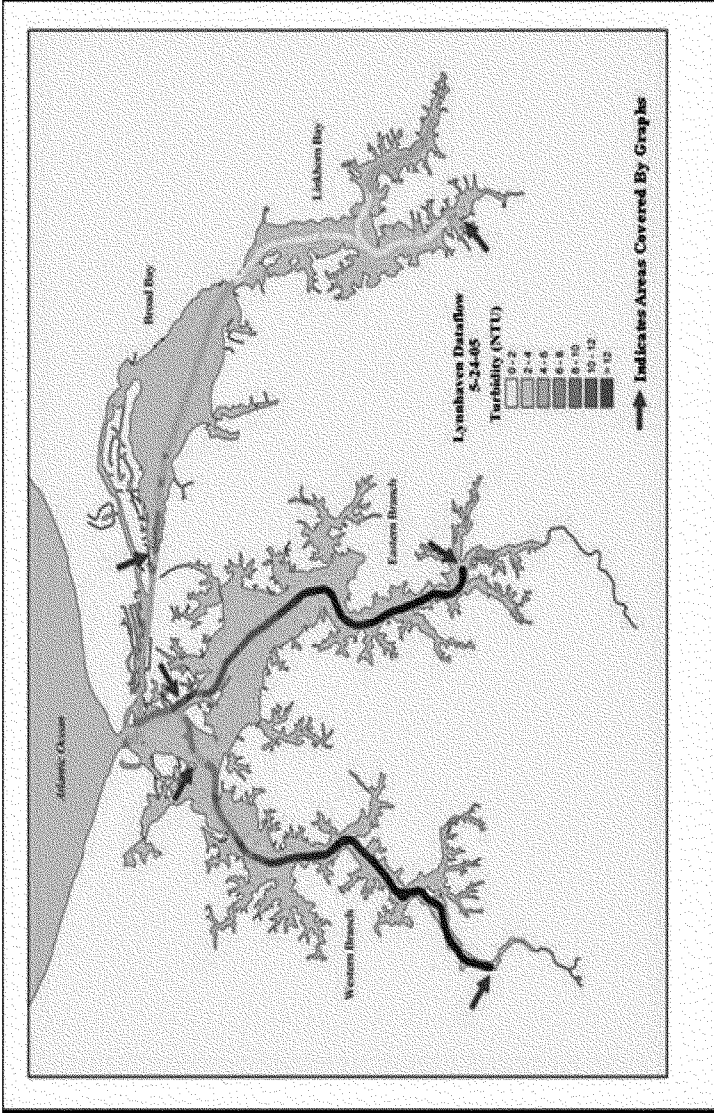 Atlantic Ocean
Broad Bay
Linkhorn Bay
Eastern Branch
Western Branch
Lynnhaven Dataflow
5-24-05
Turbidity (NTU)
0 - 2
2 - 4
4 - 6
6 - 8
8 - 10
10 - 12
> 12
Indicates Areas Covered By Graphs